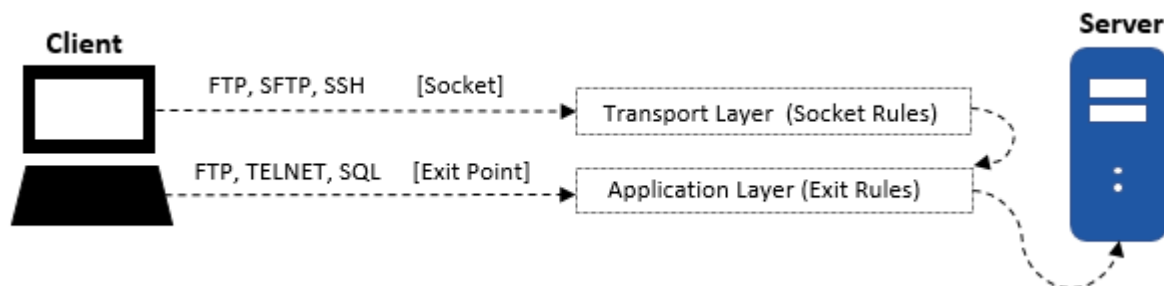 Server
Client
FTP, SFTP, SSH [Socket]
Transport Layer (Socket Rules)
FTP, TELNET, SQL [Exit Point]
Application Layer (Exit Rules)